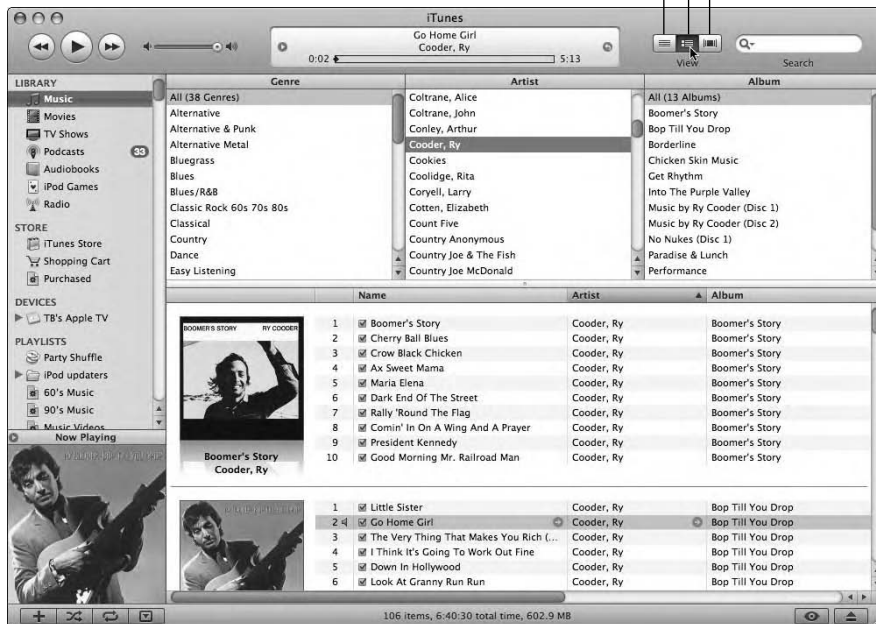 iTunes
Go Home Girl
Cooder, Ry
0:02
5:13
View
Search
LIBRARY
Music
Movies
TV Shows
Podcasts 33
Audiobooks
iPod Games
Radio
STORE
iTunes Store
Shopping Cart
Purchased
DEVICES
TB's Apple TV
PLAYLISTS
Party Shuffle
iPod updaters
60's Music
90's Music
Music Videos
Now Playing
Genre
All (38 Genres)
Alternative
Alternative & Punk
Alternative Metal
Bluegrass
Blues
Blues/R&B
Classic Rock 60s 70s 80s
Classical
Country
Dance
Easy Listening
Artist
Coltrane, Alice
Coltrane, John
Conley, Arthur
Cooder, Ry
Cookies
Coolidge, Rita
Coryell, Larry
Cotten, Elizabeth
Count Five
Country Anonymous
Country Joe & The Fish
Country Joe McDonald
Album
All (13 Albums)
Boomer's Story
Bop Till You Drop
Borderline
Chicken Skin Music
Get Rhythm
Into The Purple Valley
Music by Ry Cooder (Disc 1)
Music by Ry Cooder (Disc 2)
No Nukes (Disc 1)
Paradise & Lunch
Performance
Name Artist Album
BOOMER'S STORY RY COODER
Boomer's Story
Cooder, Ry
1 Boomer's Story Cooder, Ry Boomer's Story
2 Cherry Ball Blues Cooder, Ry Boomer's Story
3 Crow Black Chicken Cooder, Ry Boomer's Story
4 Ax Sweet Mama Cooder, Ry Boomer's Story
5 Maria Elena Cooder, Ry Boomer's Story
6 Dark End Of The Street Cooder, Ry Boomer's Story
7 Rally 'Round The Flag Cooder, Ry Boomer's Story
8 Comin' In On A Wing And A Prayer Cooder, Ry Boomer's Story
9 President Kennedy Cooder, Ry Boomer's Story
10 Good Morning Mr. Railroad Man Cooder, Ry Boomer's Story
1 Little Sister Cooder, Ry Bop Till You Drop
2 Go Home Girl Cooder, Ry Bop Till You Drop
3 The Very Thing That Makes You Rich (... Cooder, Ry Bop Till You Drop
4 I Think It's Going To Work Out Fine Cooder, Ry Bop Till You Drop
5 Down In Hollywood Cooder, Ry Bop Till You Drop
6 Look At Granny Run Run Cooder, Ry Bop Till You Drop
106 items, 6:40:30 total time, 602.9 MB